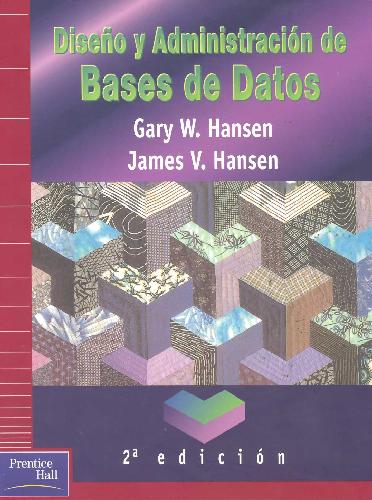 Diseño y Administración de
Bases de Datos
Gary W. Hansen
James V. Hansen
2ª edición
Prentice
Hall